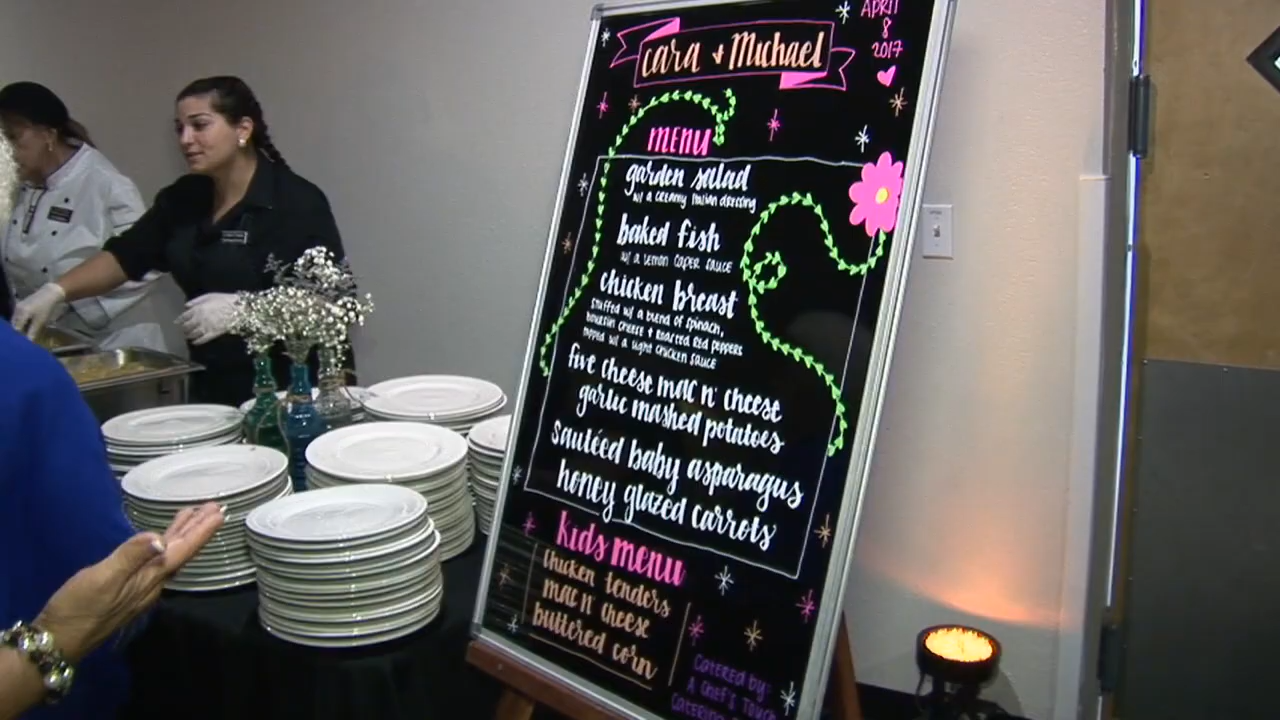 APRIL
8
2017
cara + Michael
menu
garden salad
w/ a creamy italian dressing
baked fish
w/ a lemon caper sauce
chicken breast
stuffed w/ a blend of spinach,
boursin cheese + roasted red peppers
topped w/ a light chicken sauce
five cheese mac n' cheese
garlic mashed potatoes
sautéed baby asparagus
honey glazed carrots
kids menu
chicken tenders
mac n' cheese
buttered corn
Catered by:
A Chef's Touch
Catering